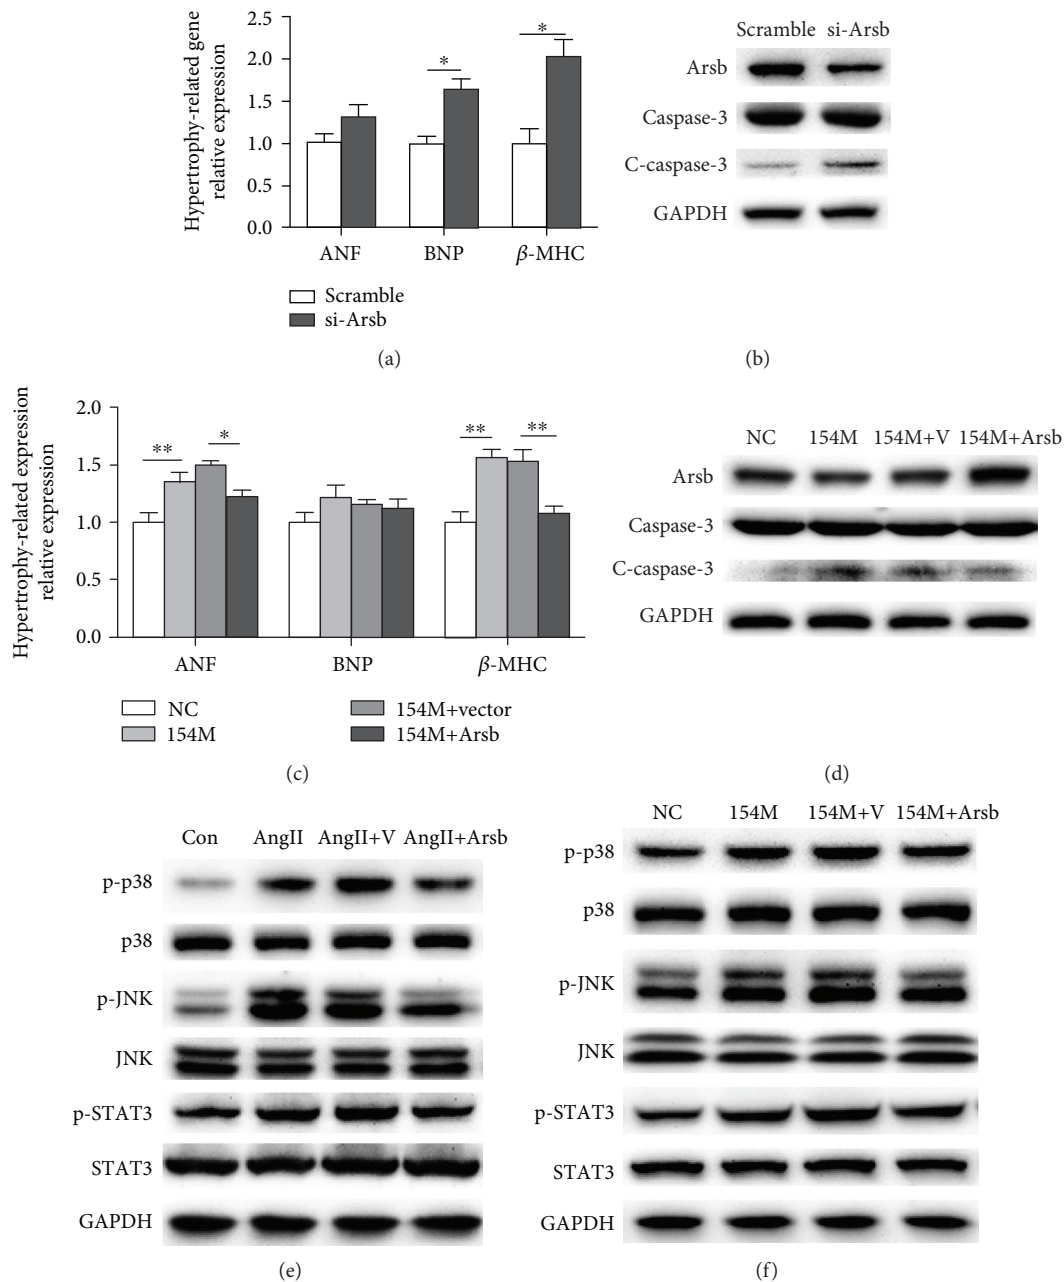 Hypertrophy-related gene
relative expression
2.5
2.0
1.5
1.0
0.5
0.0
*
*
ANF
BNP
β-MHC
Scramble
si-Arsb
(a)
Scramble
si-Arsb
Arsb
Caspase-3
C-caspase-3
GAPDH
(b)
Hypertrophy-related expression
relative expression
2.0
1.5
1.0
0.5
0.0
**
*
**
**
ANF
BNP
β-MHC
NC
154M
154M+vector
154M+Arsb
(c)
NC
154M
154M+V
154M+Arsb
Arsb
Caspase-3
C-caspase-3
GAPDH
(d)
Con
AngII
AngII+V
AngII+Arsb
p-p38
p38
p-JNK
JNK
p-STAT3
STAT3
GAPDH
(e)
NC
154M
154M+V
154M+Arsb
p-p38
p38
p-JNK
JNK
p-STAT3
STAT3
GAPDH
(f)